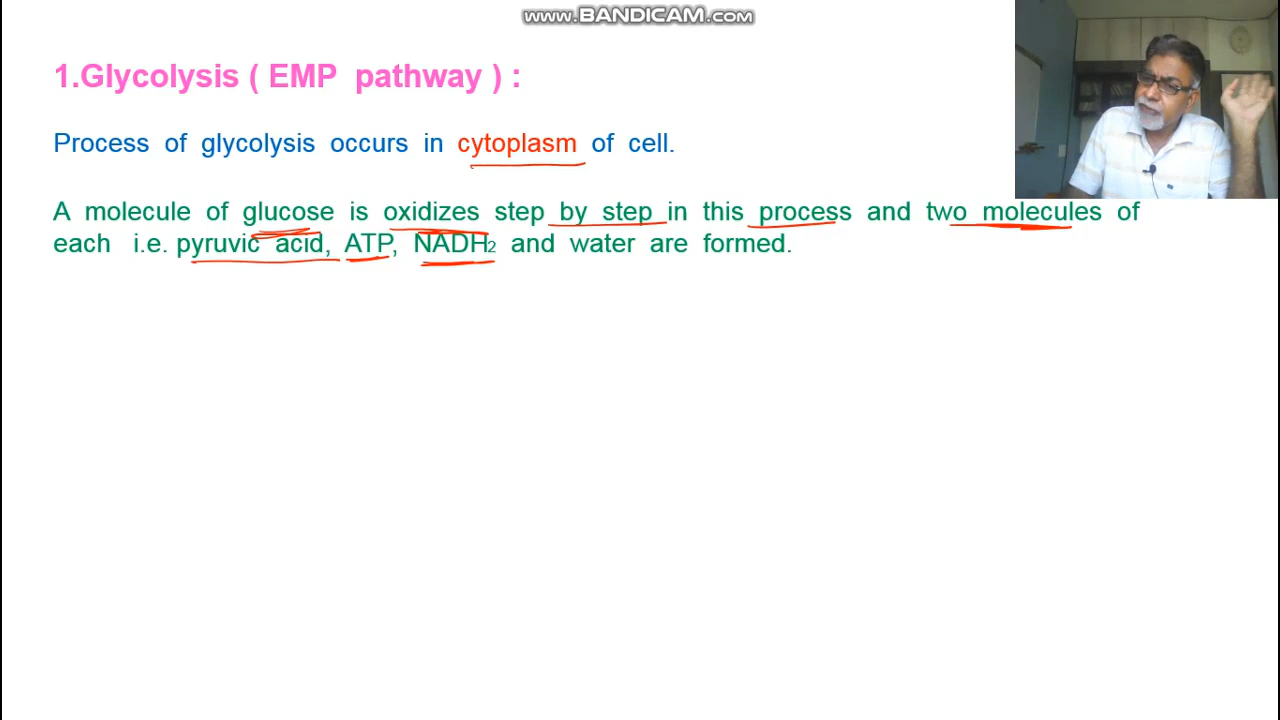 WWW.BANDICAM.COM
1.Glycolysis ( EMP pathway ) :
Process of glycolysis occurs in cytoplasm of cell.
A molecule of glucose is oxidizes step by step in this process and two molecules of
each i.e. pyruvic acid, ATP, NADH₂ and water are formed.